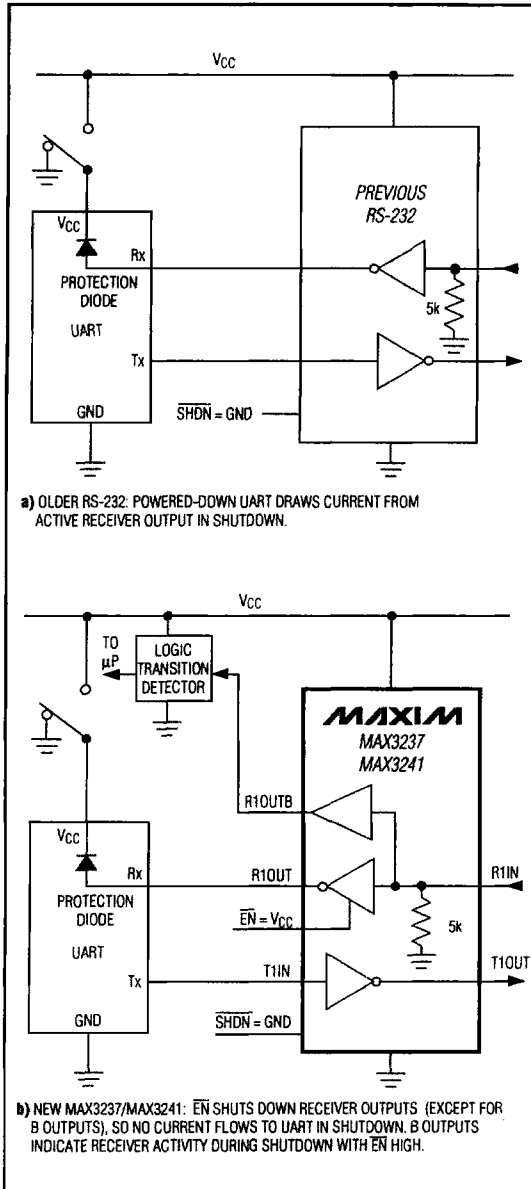 VCC
PREVIOUS
RS-232
VCC
Rx
PROTECTION
DIODE
5k
UART
Tx
GND
SHDN = GND
a) OLDER RS-232: POWERED-DOWN UART DRAWS CURRENT FROM
ACTIVE RECEIVER OUTPUT IN SHUTDOWN.
VCC
TO
µP
LOGIC
TRANSITION
DETECTOR
MAXIM
MAX3237
MAX3241
R1OUTB
VCC
Rx
R1OUT
R1IN
PROTECTION
DIODE
EN = VCC
5k
UART
Tx
T1IN
T1OUT
GND
SHDN = GND
b) NEW MAX3237/MAX3241: EN SHUTS DOWN RECEIVER OUTPUTS (EXCEPT FOR
B OUTPUTS), SO NO CURRENT FLOWS TO UART IN SHUTDOWN. B OUTPUTS
INDICATE RECEIVER ACTIVITY DURING SHUTDOWN WITH EN HIGH.